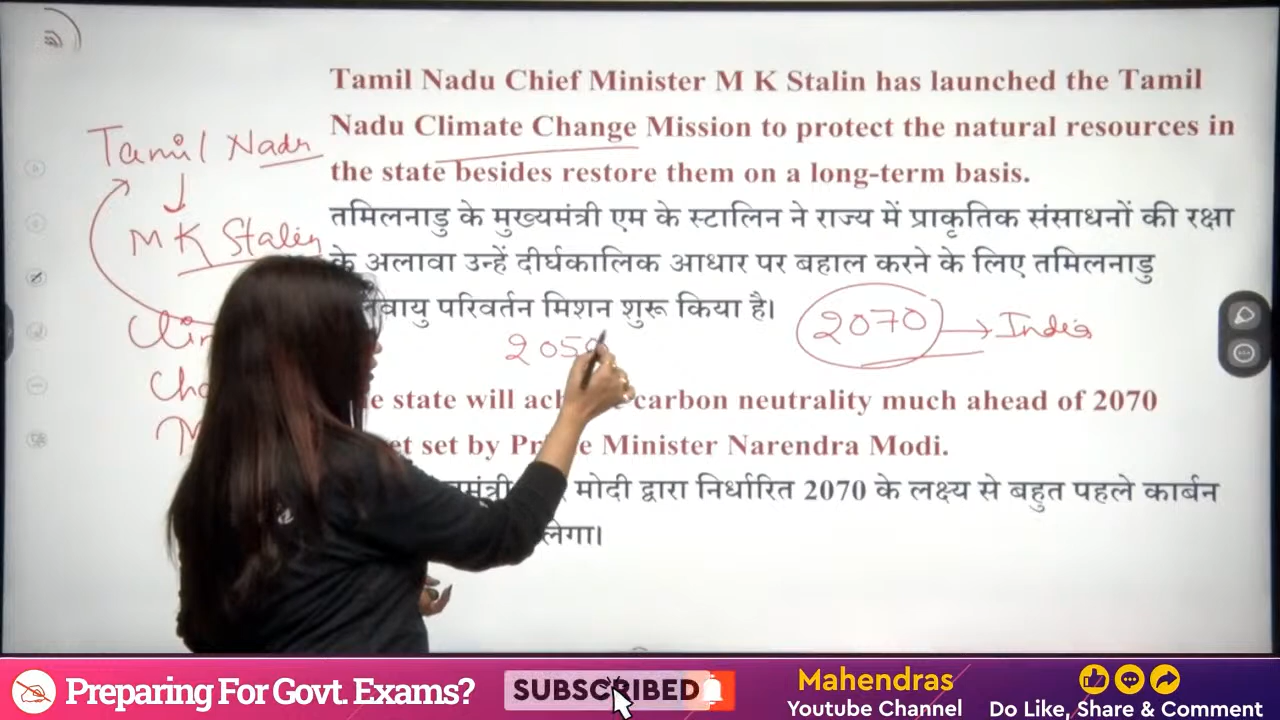 Tamil Nadu Chief Minister M K Stalin has launched the Tamil
Nadu Climate Change Mission to protect the natural resources in
the state besides restore them on a long-term basis.
तमिलनाडु के मुख्यमंत्री एम के स्टालिन ने राज्य में प्राकृतिक संसाधनों की रक्षा
के अलावा उन्हें दीर्घकालिक आधार पर बहाल करने के लिए तमिलनाडु
परिवर्तन मिशन शुरू किया है।
state will carbon neutrality much ahead of 2070
set by Minister Narendra Modi.
मोदी द्वारा निर्धारित 2070 के लक्ष्य से बहुत पहले कार्बन
लेगा।
Tamil Nadu
M K Stalin
2070 → India
Preparing For Govt. Exams?
SUBSCRIBED
Mahendras
Youtube Channel
Do Like, Share & Comment